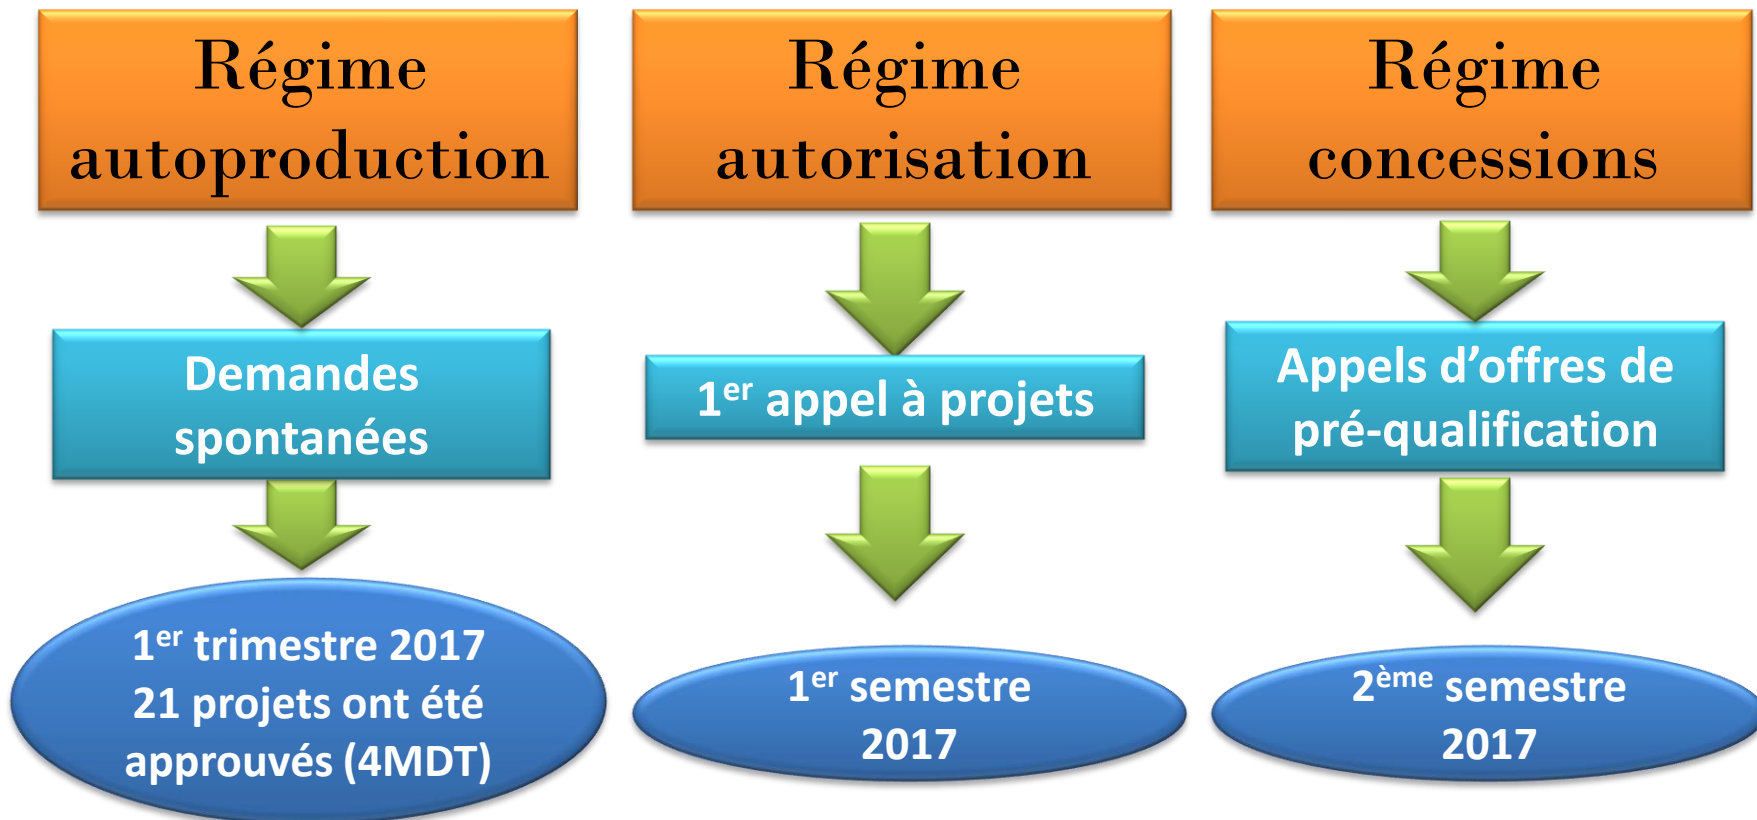 Régime
autoproduction
Demandes
spontanées
1er trimestre 2017
21 projets ont été
approuvés (4MDT)
Régime
autorisation
1er appel à projets
1er semestre
2017
Régime
concessions
Appels d’offres de
pré-qualification
2ème semestre
2017